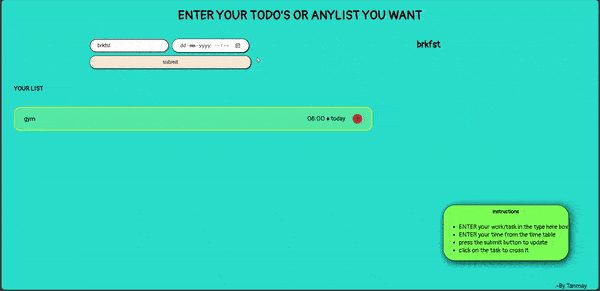 ENTER YOUR TODO'S OR ANYLIST YOU WANT
brkfst
dd-mm-yyyy --:--
brkfst
submit
YOUR LIST
gym
08:00 # today
instructions
ENTER your work/task in the type here box
ENTER your time from the time table
press the submit button to update
click on the task to cross it
-By Tanmay